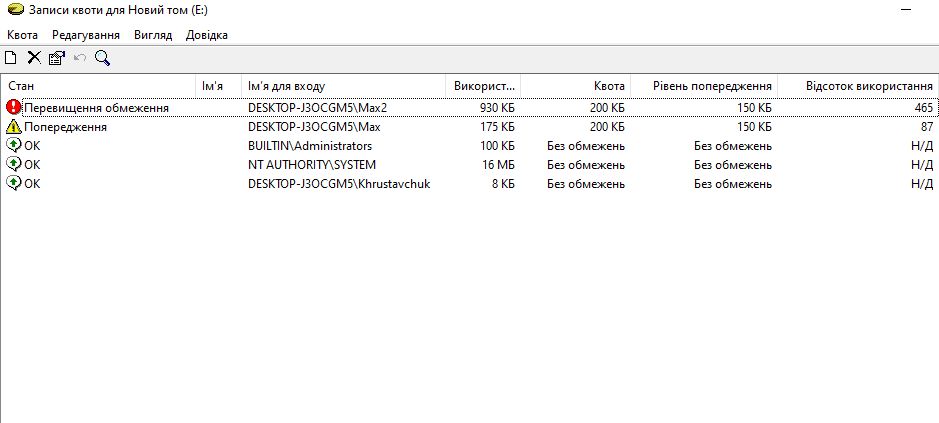 Записи квоти для Новий том (E:)
Квота Редагування Вигляд Довідка
Стан Ім'я Ім'я для входу Використ... Квота Рівень попередження Відсоток використання
Перевищення обмеження DESKTOP-J3OCGM5\Max2 930 КБ 200 КБ 150 КБ 465
Попередження DESKTOP-J3OCGM5\Max 175 КБ 200 КБ 150 КБ 87
OK BUILTIN\Administrators 100 КБ Без обмежень Без обмежень Н/Д
OK NT AUTHORITY\SYSTEM 16 МБ Без обмежень Без обмежень Н/Д
OK DESKTOP-J3OCGM5\Khrustavchuk 8 КБ Без обмежень Без обмежень Н/Д